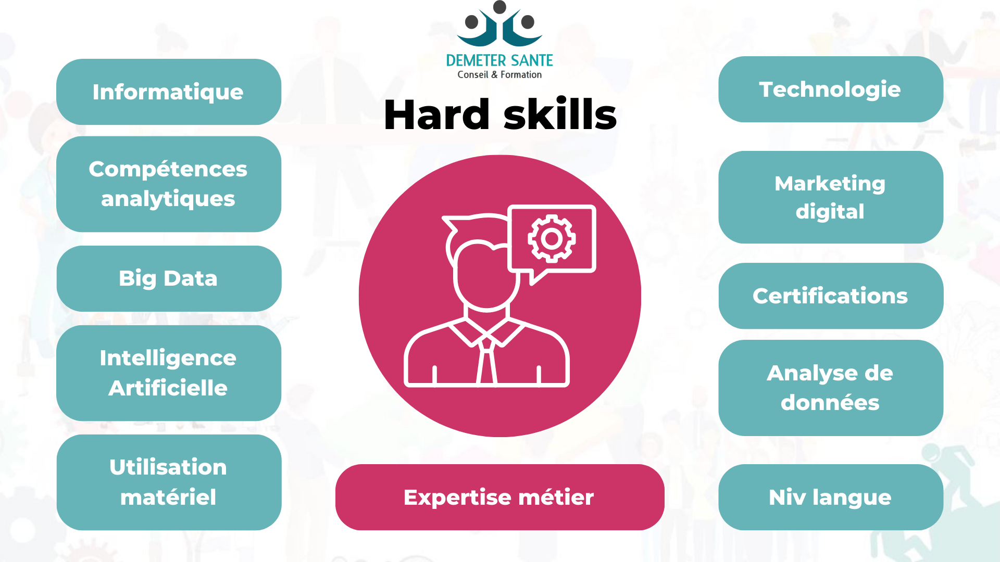 DEMETER SANTE
Conseil & Formation
Hard skills
Informatique
Compétences
analytiques
Big Data
Intelligence
Artificielle
Utilisation
matériel
Expertise métier
Technologie
Marketing
digital
Certifications
Analyse de
données
Niv langue